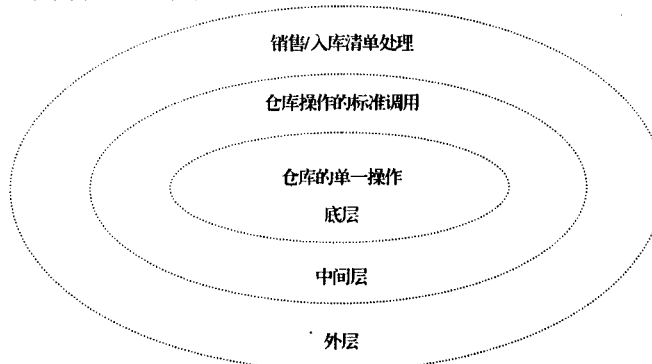 销售/入库清单处理
仓库操作的标准调用
仓库的单一操作
底层
中间层
外层